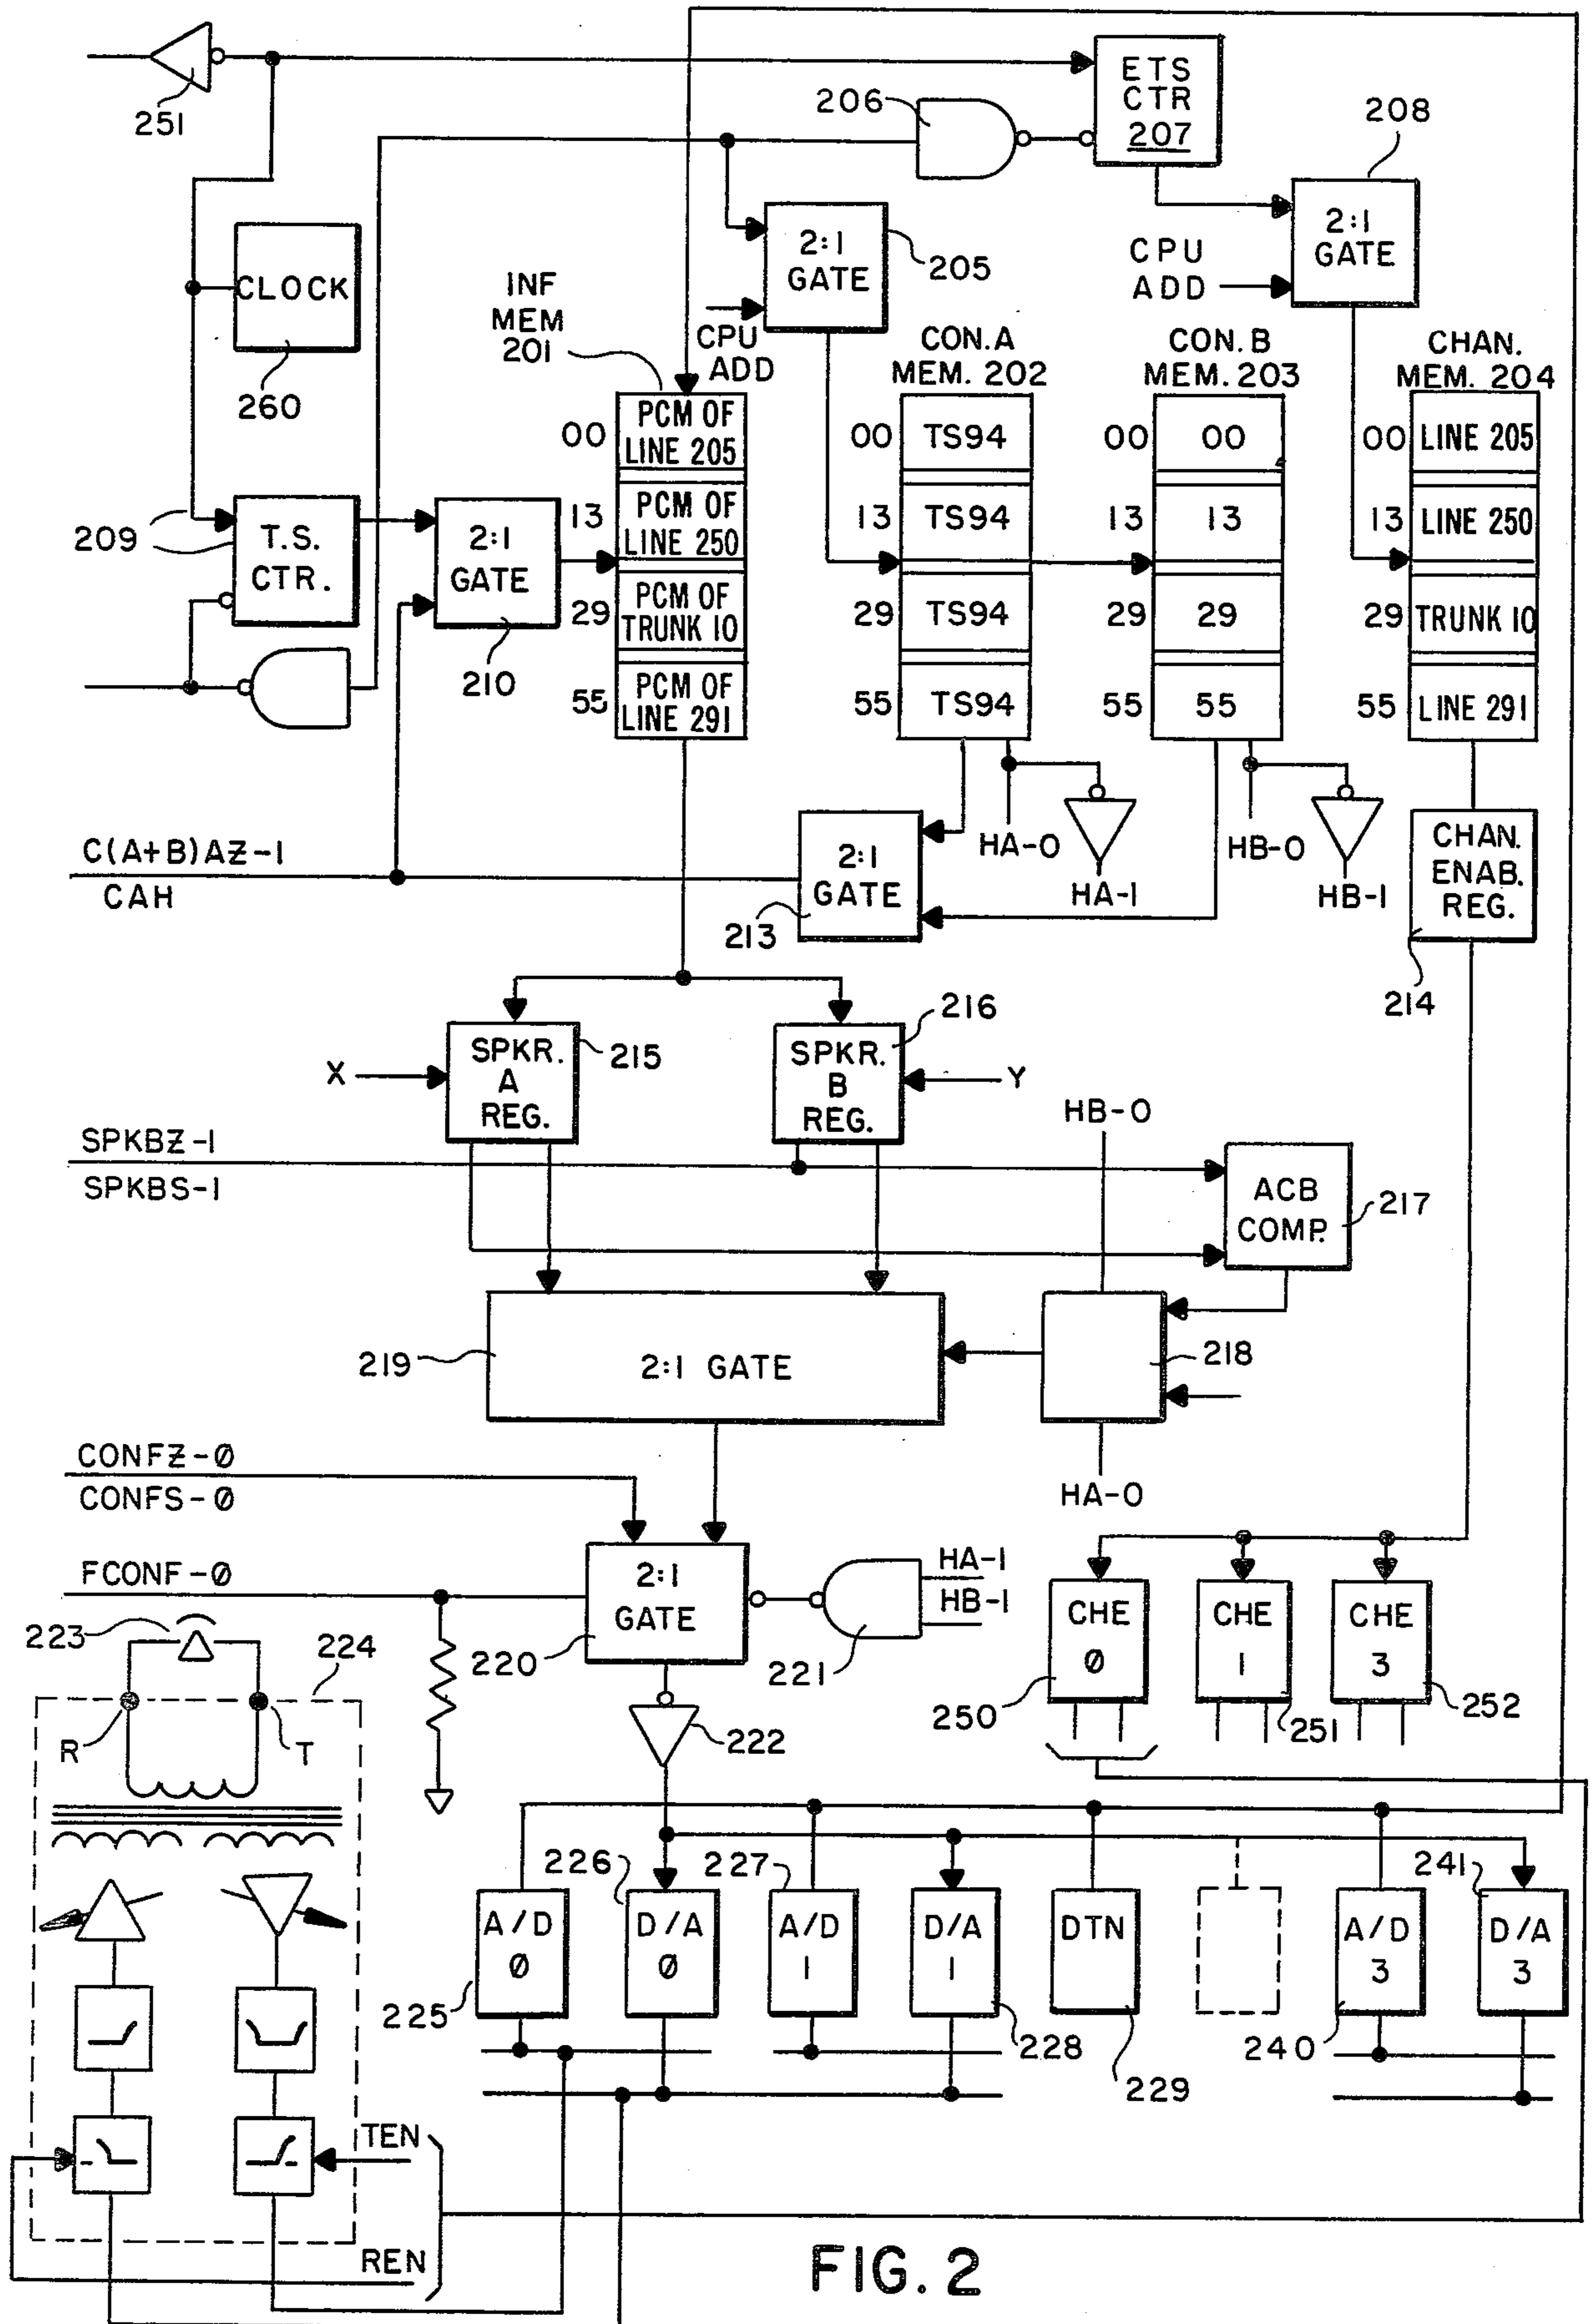 251
ETS
CTR
207
206
208
2:1
GATE
205
2:1
GATE
CPU
ADD
CLOCK
260
INF
MEM
201
CPU
ADD
CON.A
MEM. 202
CON.B
MEM. 203
CHAN.
MEM. 204
00
PCM OF
LINE 205
00
TS94
00
00
00
LINE 205
209
T.S.
CTR.
2:1
GATE
210
13
PCM OF
LINE 250
13
TS94
13
13
13
LINE 250
29
PCM OF
TRUNK 10
29
TS94
29
29
29
TRUNK 10
55
PCM OF
LINE 291
55
TS94
55
55
55
LINE 291
C(A+B)AZ-1
CAH
2:1
GATE
213
HA-0
HA-1
HB-0
HB-1
CHAN.
ENAB.
REG.
214
X
SPKR.
A
REG.
215
SPKR.
B
REG.
216
Y
HB-0
SPKBZ-1
SPKBS-1
ACB
COMP.
217
219
2:1 GATE
218
HA-0
CONFZ-0
CONFS-0
FCONF-0
2:1
GATE
220
HA-1
HB-1
221
CHE
0
250
CHE
1
251
CHE
3
252
223
224
R
T
222
226
227
241
A/D
0
225
D/A
0
A/D
1
D/A
1
228
DTN
229
A/D
3
240
D/A
3
TEN
REN
FIG. 2